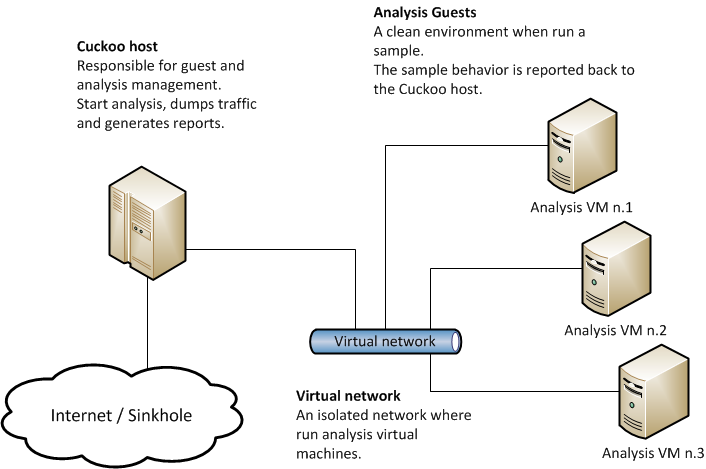 Cuckoo host
Responsible for guest and
analysis management.
Start analysis, dumps traffic
and generates reports.
Analysis Guests
A clean environment when run a
sample.
The sample behavior is reported back to
the Cuckoo host.
Analysis VM n.1
Analysis VM n.2
Virtual network
Analysis VM n.3
Internet / Sinkhole
Virtual network
An isolated network where
run analysis virtual
machines.